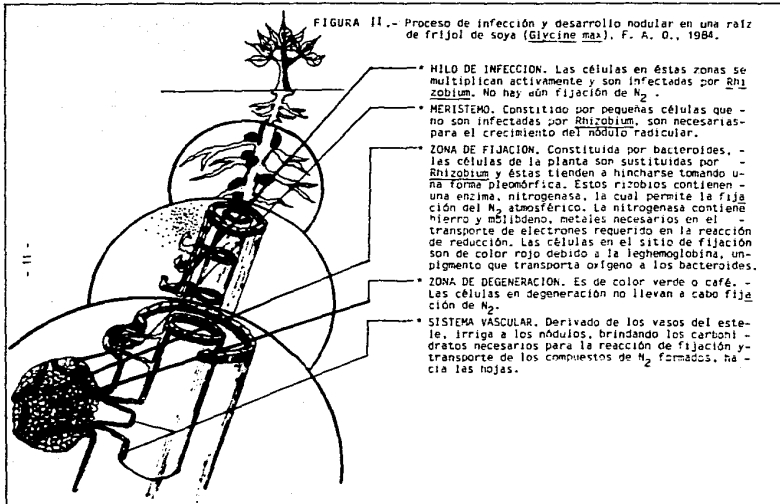 FIGURA II.- Proceso de infección y desarrollo nodular en una raíz
de frijol de soya (Glycine max), F. A. O., 1984.
* HILO DE INFECCION. Las células en éstas zonas se
multiplican activamente y son infectadas por Rhi
zobium. No hay aún fijación de N2 .
* MERISTEMO. Constitido por pequeñas células que -
no son infectadas por Rhizobium, son necesarias-
para el crecimiento del nódulo radicular.
* ZONA DE FIJACION. Constituida por bacteroides, -
las células de la planta son sustituidas por -
Rhizobium y éstas tienden a hincharse tomando u-
na forma pleomórfica. Estos rizobios contienen -
una enzima, nitrogenasa, la cual permite la fija
ción del N2 atmosférico. La nitrogenasa contiene
hierro y molibdeno, metales necesarios en el -
transporte de electrones requerido en la reacción
de reducción. Las células en el sitio de fijación
son de color rojo debido a la leghemoglobina, un-
pigmento que transporta oxígeno a los bacteroides.
* ZONA DE DEGENERACION. Es de color verde o café. -
Las células en degeneración no llevan a cabo fija
ción de N2.
* SISTEMA VASCULAR. Derivado de los vasos del este-
le, irriga a los nódulos, brindando los carbohi -
dratos necesarios para la reacción de fijación y-
transporte de los compuestos de N2 formados, ha -
cia las hojas.
- 11 -